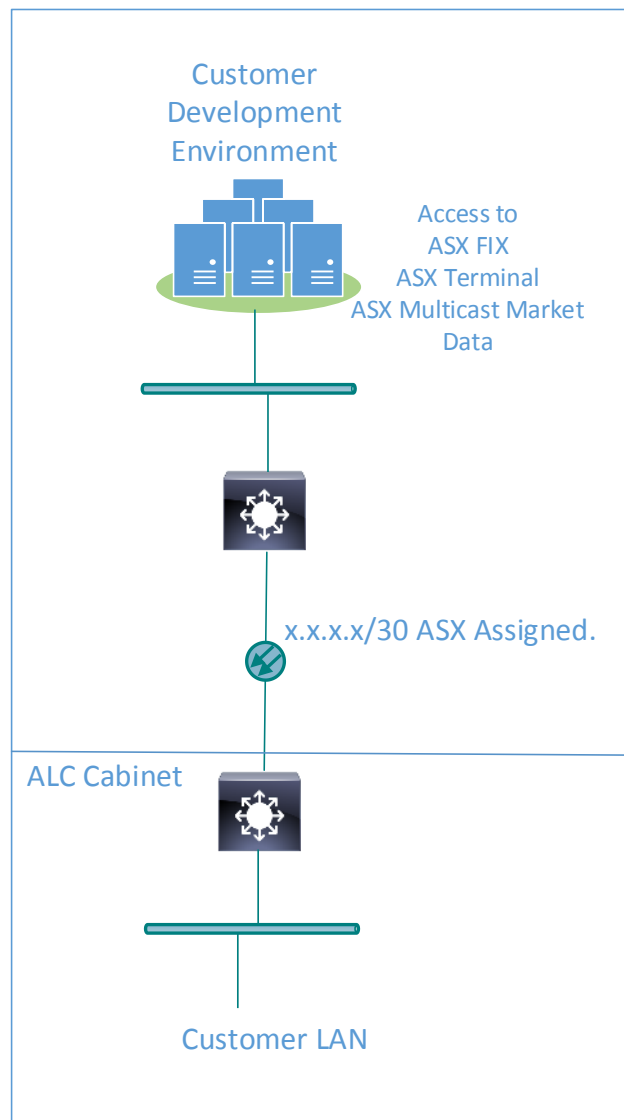 Customer
Development
Environment
Access to
ASX FIX
ASX Terminal
ASX Multicast Market
Data
x.x.x.x/30 ASX Assigned.
ALC Cabinet
Customer LAN